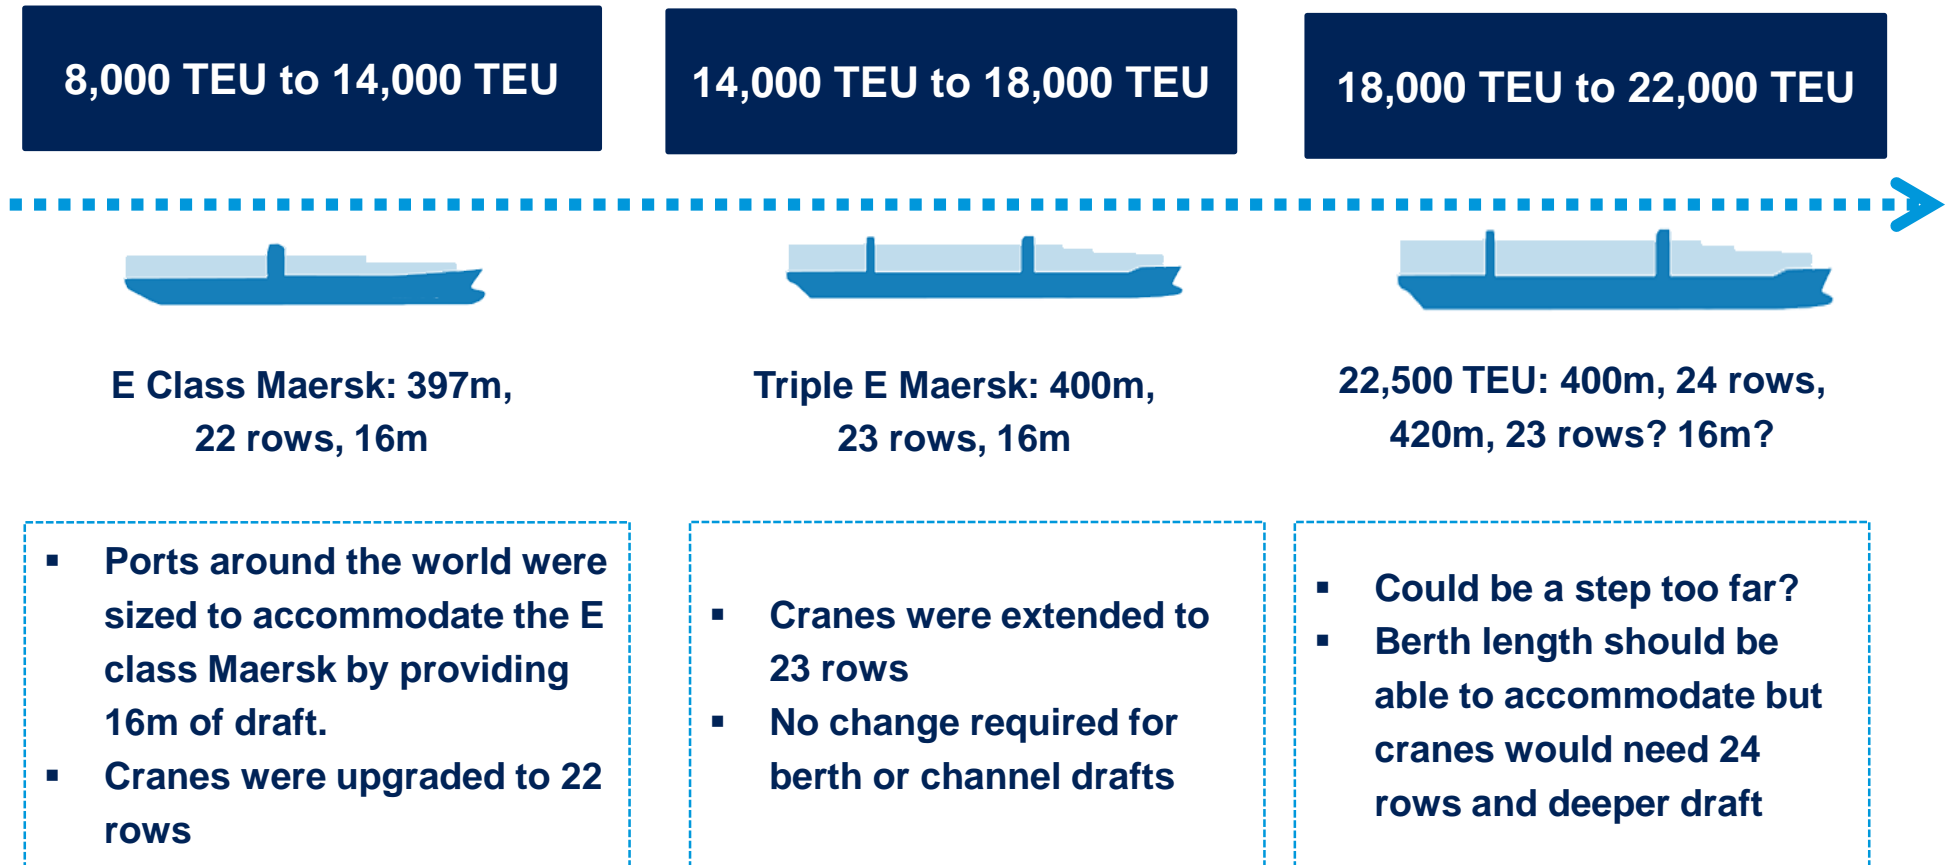 8,000 TEU to 14,000 TEU
14,000 TEU to 18,000 TEU
18,000 TEU to 22,000 TEU
E Class Maersk: 397m,
22 rows, 16m
Triple E Maersk: 400m,
23 rows, 16m
22,500 TEU: 400m, 24 rows,
420m, 23 rows? 16m?
▪ Ports around the world were
sized to accommodate the E
class Maersk by providing
16m of draft.
▪ Cranes were upgraded to 22
rows
▪ Cranes were extended to
23 rows
▪ No change required for
berth or channel drafts
▪ Could be a step too far?
▪ Berth length should be
able to accommodate but
cranes would need 24
rows and deeper draft